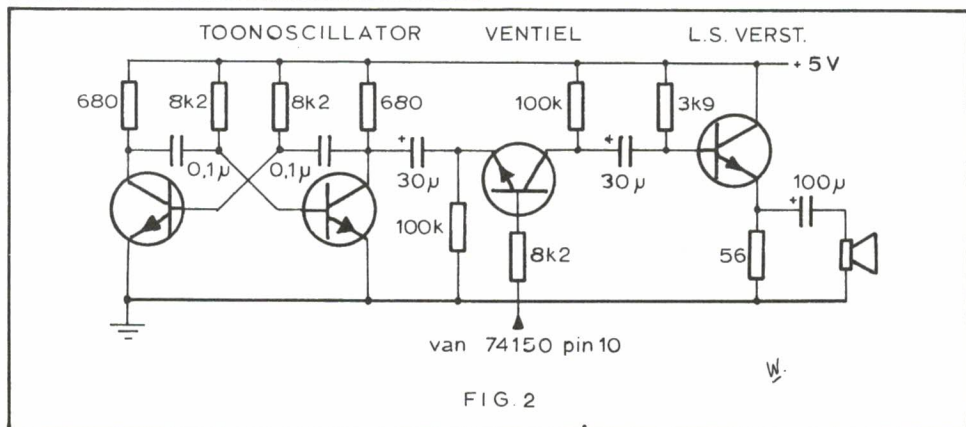 TOONOSCILLATOR VENTIEL L.S. VERST.
+ 5V
680 8k2 8k2 680 100k 3k9
0,1µ 0,1µ 30µ 30µ 100µ
100k 8k2 56
van 74150 pin 10
W.
FIG. 2